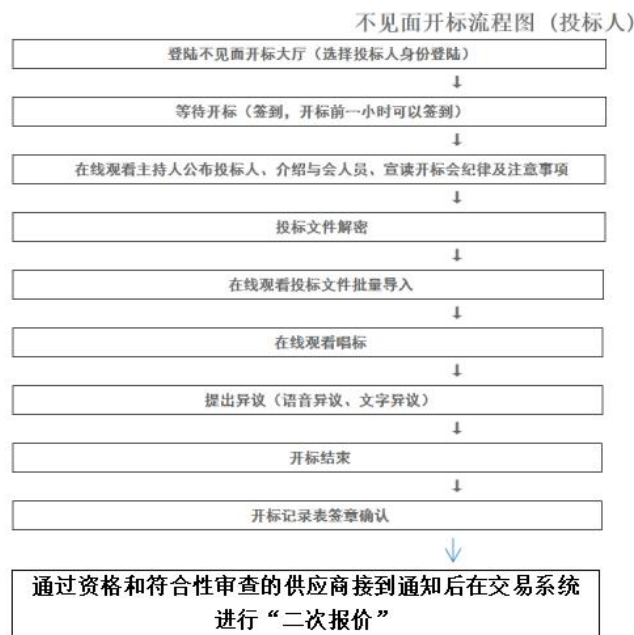 不见面开标流程图（投标人）
登陆不见面开标大厅（选择投标人身份登陆）
等待开标（签到，开标前一小时可以签到）
在线观看主持人公布投标人、介绍与会人员、宣读开标会纪律及注意事项
投标文件解密
在线观看投标文件批量导入
在线观看唱标
提出异议（语音异议、文字异议）
开标结束
开标记录表签章确认
通过资格和符合性审查的供应商接到通知后在交易系统
进行“二次报价”